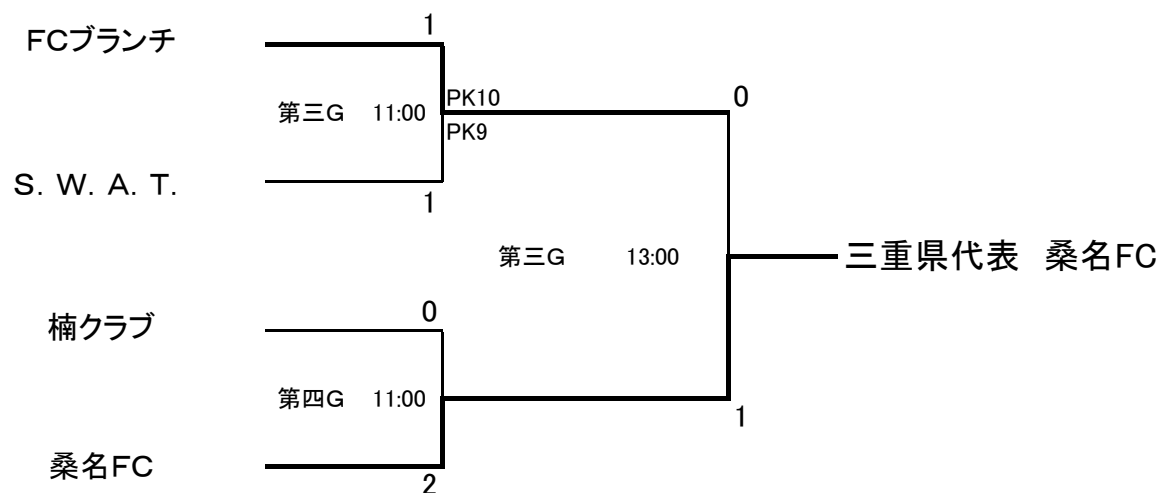 1
FCブランチ
PK10
0
第三G 11:00
PK9
S. W. A. T.
1
第三G 13:00
三重県代表 桑名FC
0
楠クラブ
第四G 11:00
1
桑名FC
2